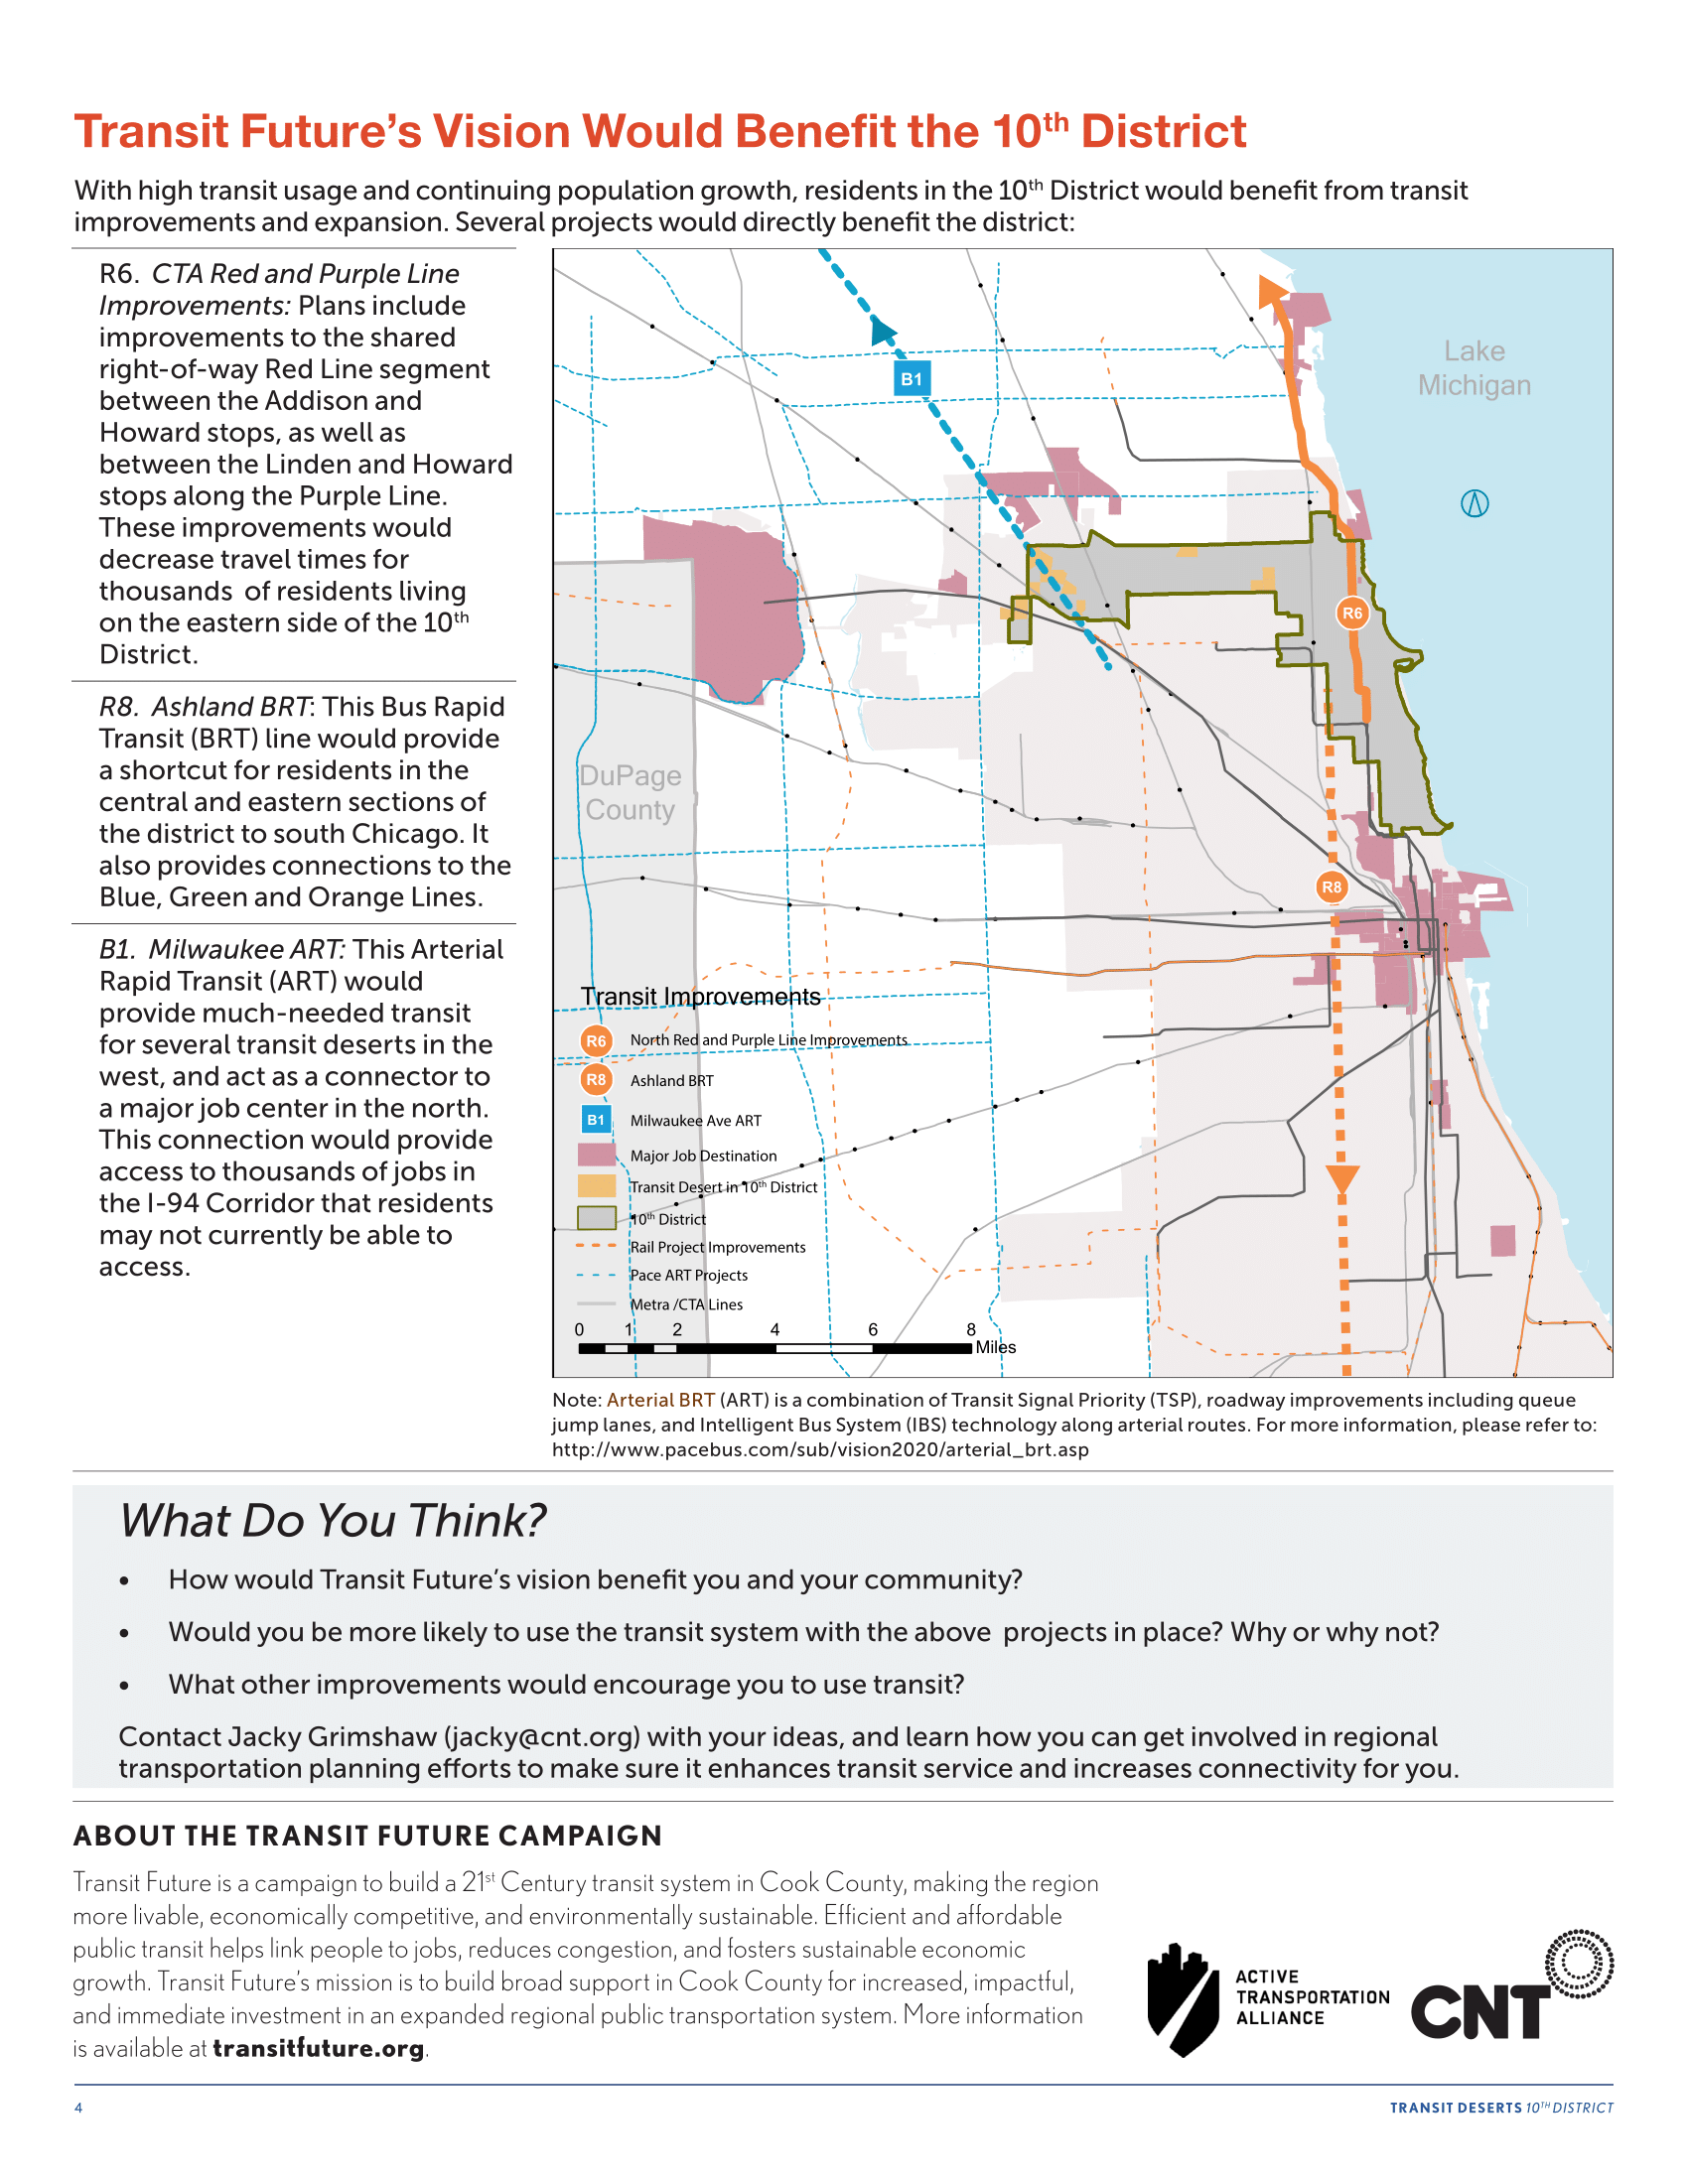 Transit Future’s Vision Would Benefit the 10th District
With high transit usage and continuing population growth, residents in the 10th District would benefit from transit
improvements and expansion. Several projects would directly benefit the district:
R6. CTA Red and Purple Line
Improvements: Plans include
improvements to the shared
right-of-way Red Line segment
between the Addison and
Howard stops, as well as
between the Linden and Howard
stops along the Purple Line.
These improvements would
decrease travel times for
thousands of residents living
on the eastern side of the 10th
District.
R8. Ashland BRT: This Bus Rapid
Transit (BRT) line would provide
a shortcut for residents in the
central and eastern sections of
the district to south Chicago. It
also provides connections to the
Blue, Green and Orange Lines.
B1. Milwaukee ART: This Arterial
Rapid Transit (ART) would
provide much-needed transit
for several transit deserts in the
west, and act as a connector to
a major job center in the north.
This connection would provide
access to thousands of jobs in
the I-94 Corridor that residents
may not currently be able to
access.
Lake
Michigan
B1
R6
DuPage
County
R8
Transit Improvements
R6 North Red and Purple Line Improvements
R8 Ashland BRT
B1 Milwaukee Ave ART
Major Job Destination
Transit Desert in 10th District
10th District
Rail Project Improvements
Pace ART Projects
Metra /CTA Lines
0 1 2 4 6 8
Miles
Note: Arterial BRT (ART) is a combination of Transit Signal Priority (TSP), roadway improvements including queue
jump lanes, and Intelligent Bus System (IBS) technology along arterial routes. For more information, please refer to:
http://www.pacebus.com/sub/vision2020/arterial_brt.asp
What Do You Think?
• How would Transit Future’s vision benefit you and your community?
• Would you be more likely to use the transit system with the above projects in place? Why or why not?
• What other improvements would encourage you to use transit?
Contact Jacky Grimshaw (jacky@cnt.org) with your ideas, and learn how you can get involved in regional
transportation planning efforts to make sure it enhances transit service and increases connectivity for you.
ABOUT THE TRANSIT FUTURE CAMPAIGN
Transit Future is a campaign to build a 21st Century transit system in Cook County, making the region
more livable, economically competitive, and environmentally sustainable. Efficient and affordable
public transit helps link people to jobs, reduces congestion, and fosters sustainable economic
growth. Transit Future’s mission is to build broad support in Cook County for increased, impactful,
and immediate investment in an expanded regional public transportation system. More information
is available at transitfuture.org.
ACTIVE
TRANSPORTATION
ALLIANCE
CNT
4
TRANSIT DESERTS 10TH DISTRICT